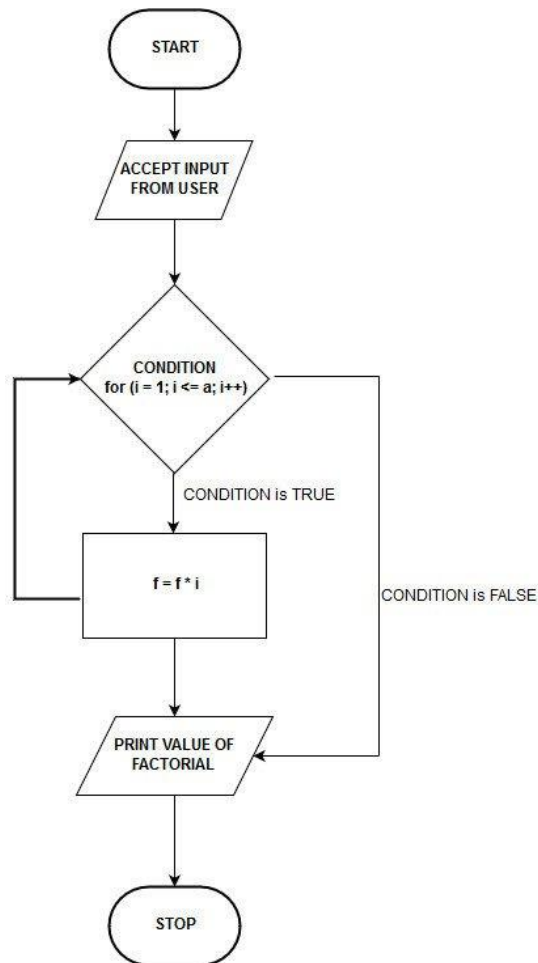 START
ACCEPT INPUT
FROM USER
CONDITION
for (i = 1; i <= a; i++)
CONDITION is TRUE
f = f * i
CONDITION is FALSE
PRINT VALUE OF
FACTORIAL
STOP